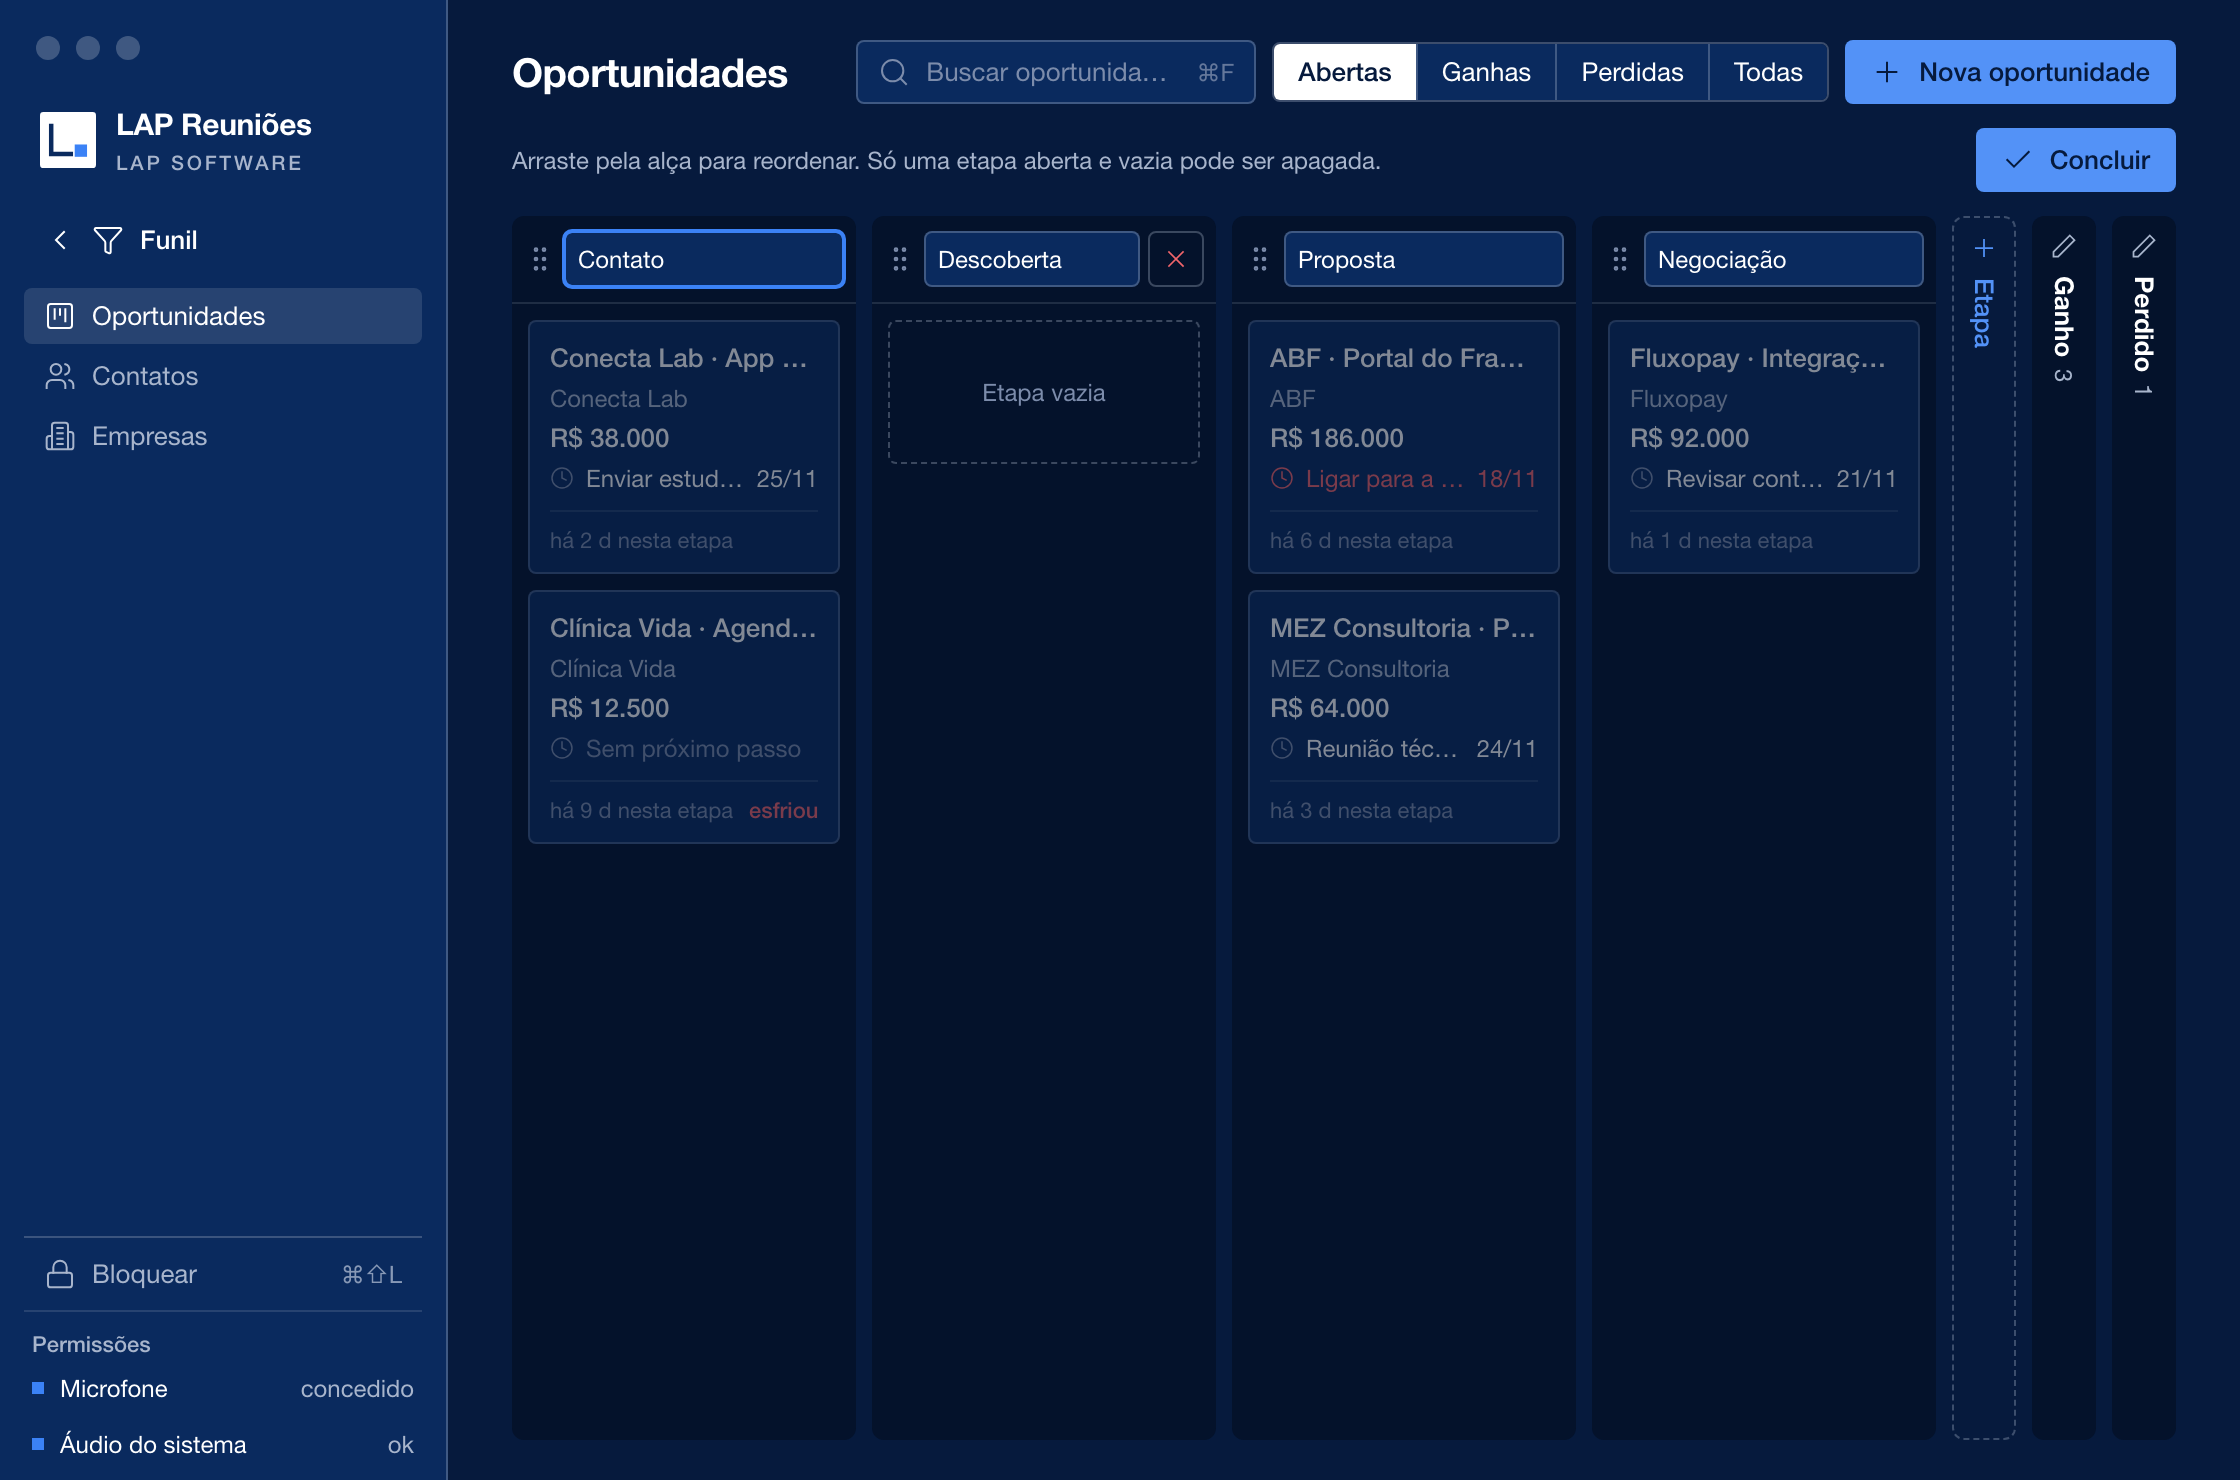 LAP Reuniões
LAP SOFTWARE
Funil
Oportunidades
Contatos
Empresas
Bloquear ⌘⇧L
Permissões
Microfone concedido
Áudio do sistema ok
Oportunidades
Buscar oportunida… ⌘F
Abertas Ganhas Perdidas Todas
Nova oportunidade
Arraste pela alça para reordenar. Só uma etapa aberta e vazia pode ser apagada.
Concluir
Contato
Conecta Lab · App …
Conecta Lab
R$ 38.000
Enviar estud… 25/11
há 2 d nesta etapa
Clínica Vida · Agend…
Clínica Vida
R$ 12.500
Sem próximo passo
há 9 d nesta etapa esfriou
Descoberta
Etapa vazia
Proposta
ABF · Portal do Fra…
ABF
R$ 186.000
Ligar para a … 18/11
há 6 d nesta etapa
MEZ Consultoria · P…
MEZ Consultoria
R$ 64.000
Reunião téc… 24/11
há 3 d nesta etapa
Negociação
Fluxopay · Integraç…
Fluxopay
R$ 92.000
Revisar cont… 21/11
há 1 d nesta etapa
Etapa
Ganho 3
Perdido 1